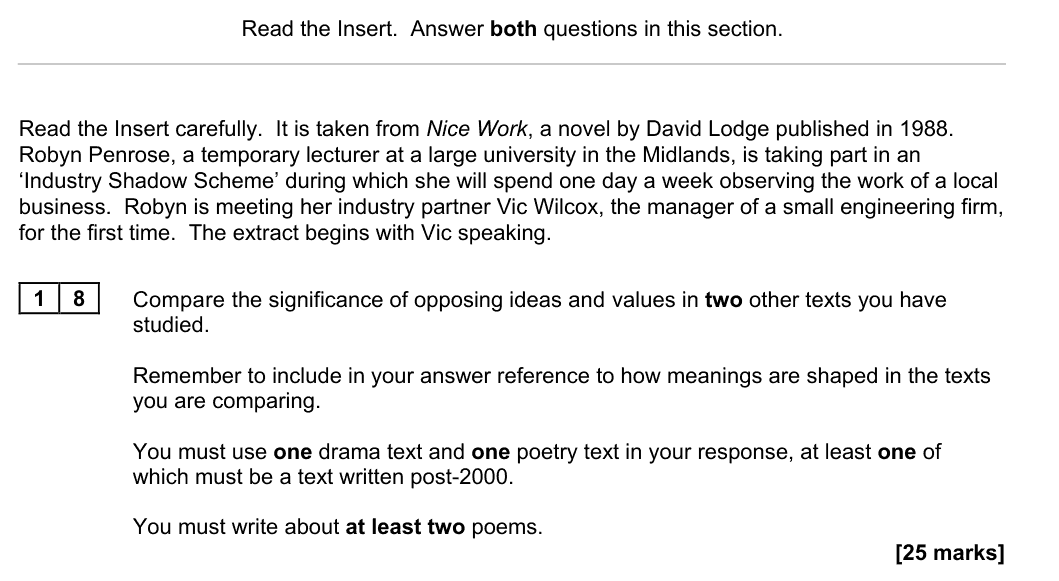 Read the Insert.  Answer both questions in this section.
Read the Insert carefully.  It is taken from Nice Work, a novel by David Lodge published in 1988.
Robyn Penrose, a temporary lecturer at a large university in the Midlands, is taking part in an
‘Industry Shadow Scheme’ during which she will spend one day a week observing the work of a local
business.  Robyn is meeting her industry partner Vic Wilcox, the manager of a small engineering firm,
for the first time.  The extract begins with Vic speaking.
1 8 Compare the significance of opposing ideas and values in two other texts you have
studied.
Remember to include in your answer reference to how meanings are shaped in the texts
you are comparing.
You must use one drama text and one poetry text in your response, at least one of
which must be a text written post-2000.
You must write about at least two poems.
[25 marks]